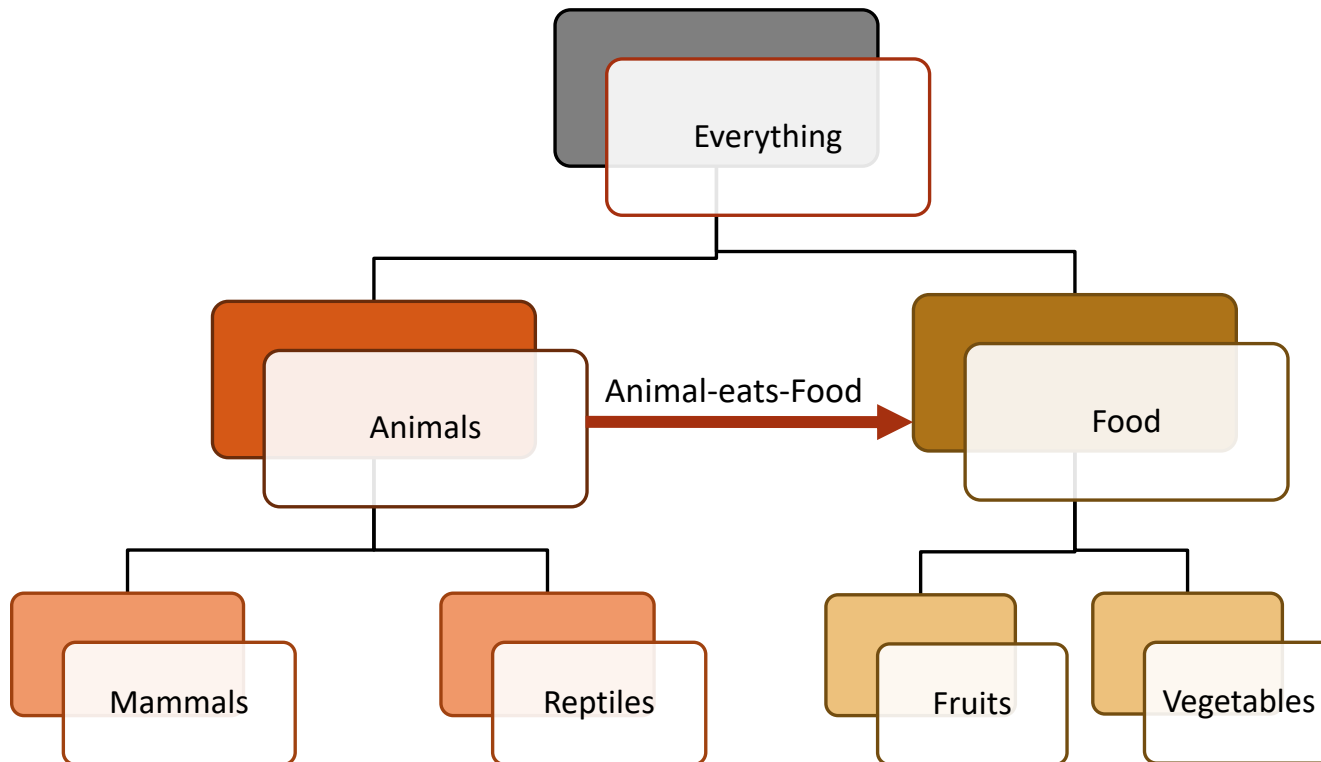 Everything
Animal-eats-Food
Animals
Food
Mammals
Reptiles
Fruits
Vegetables